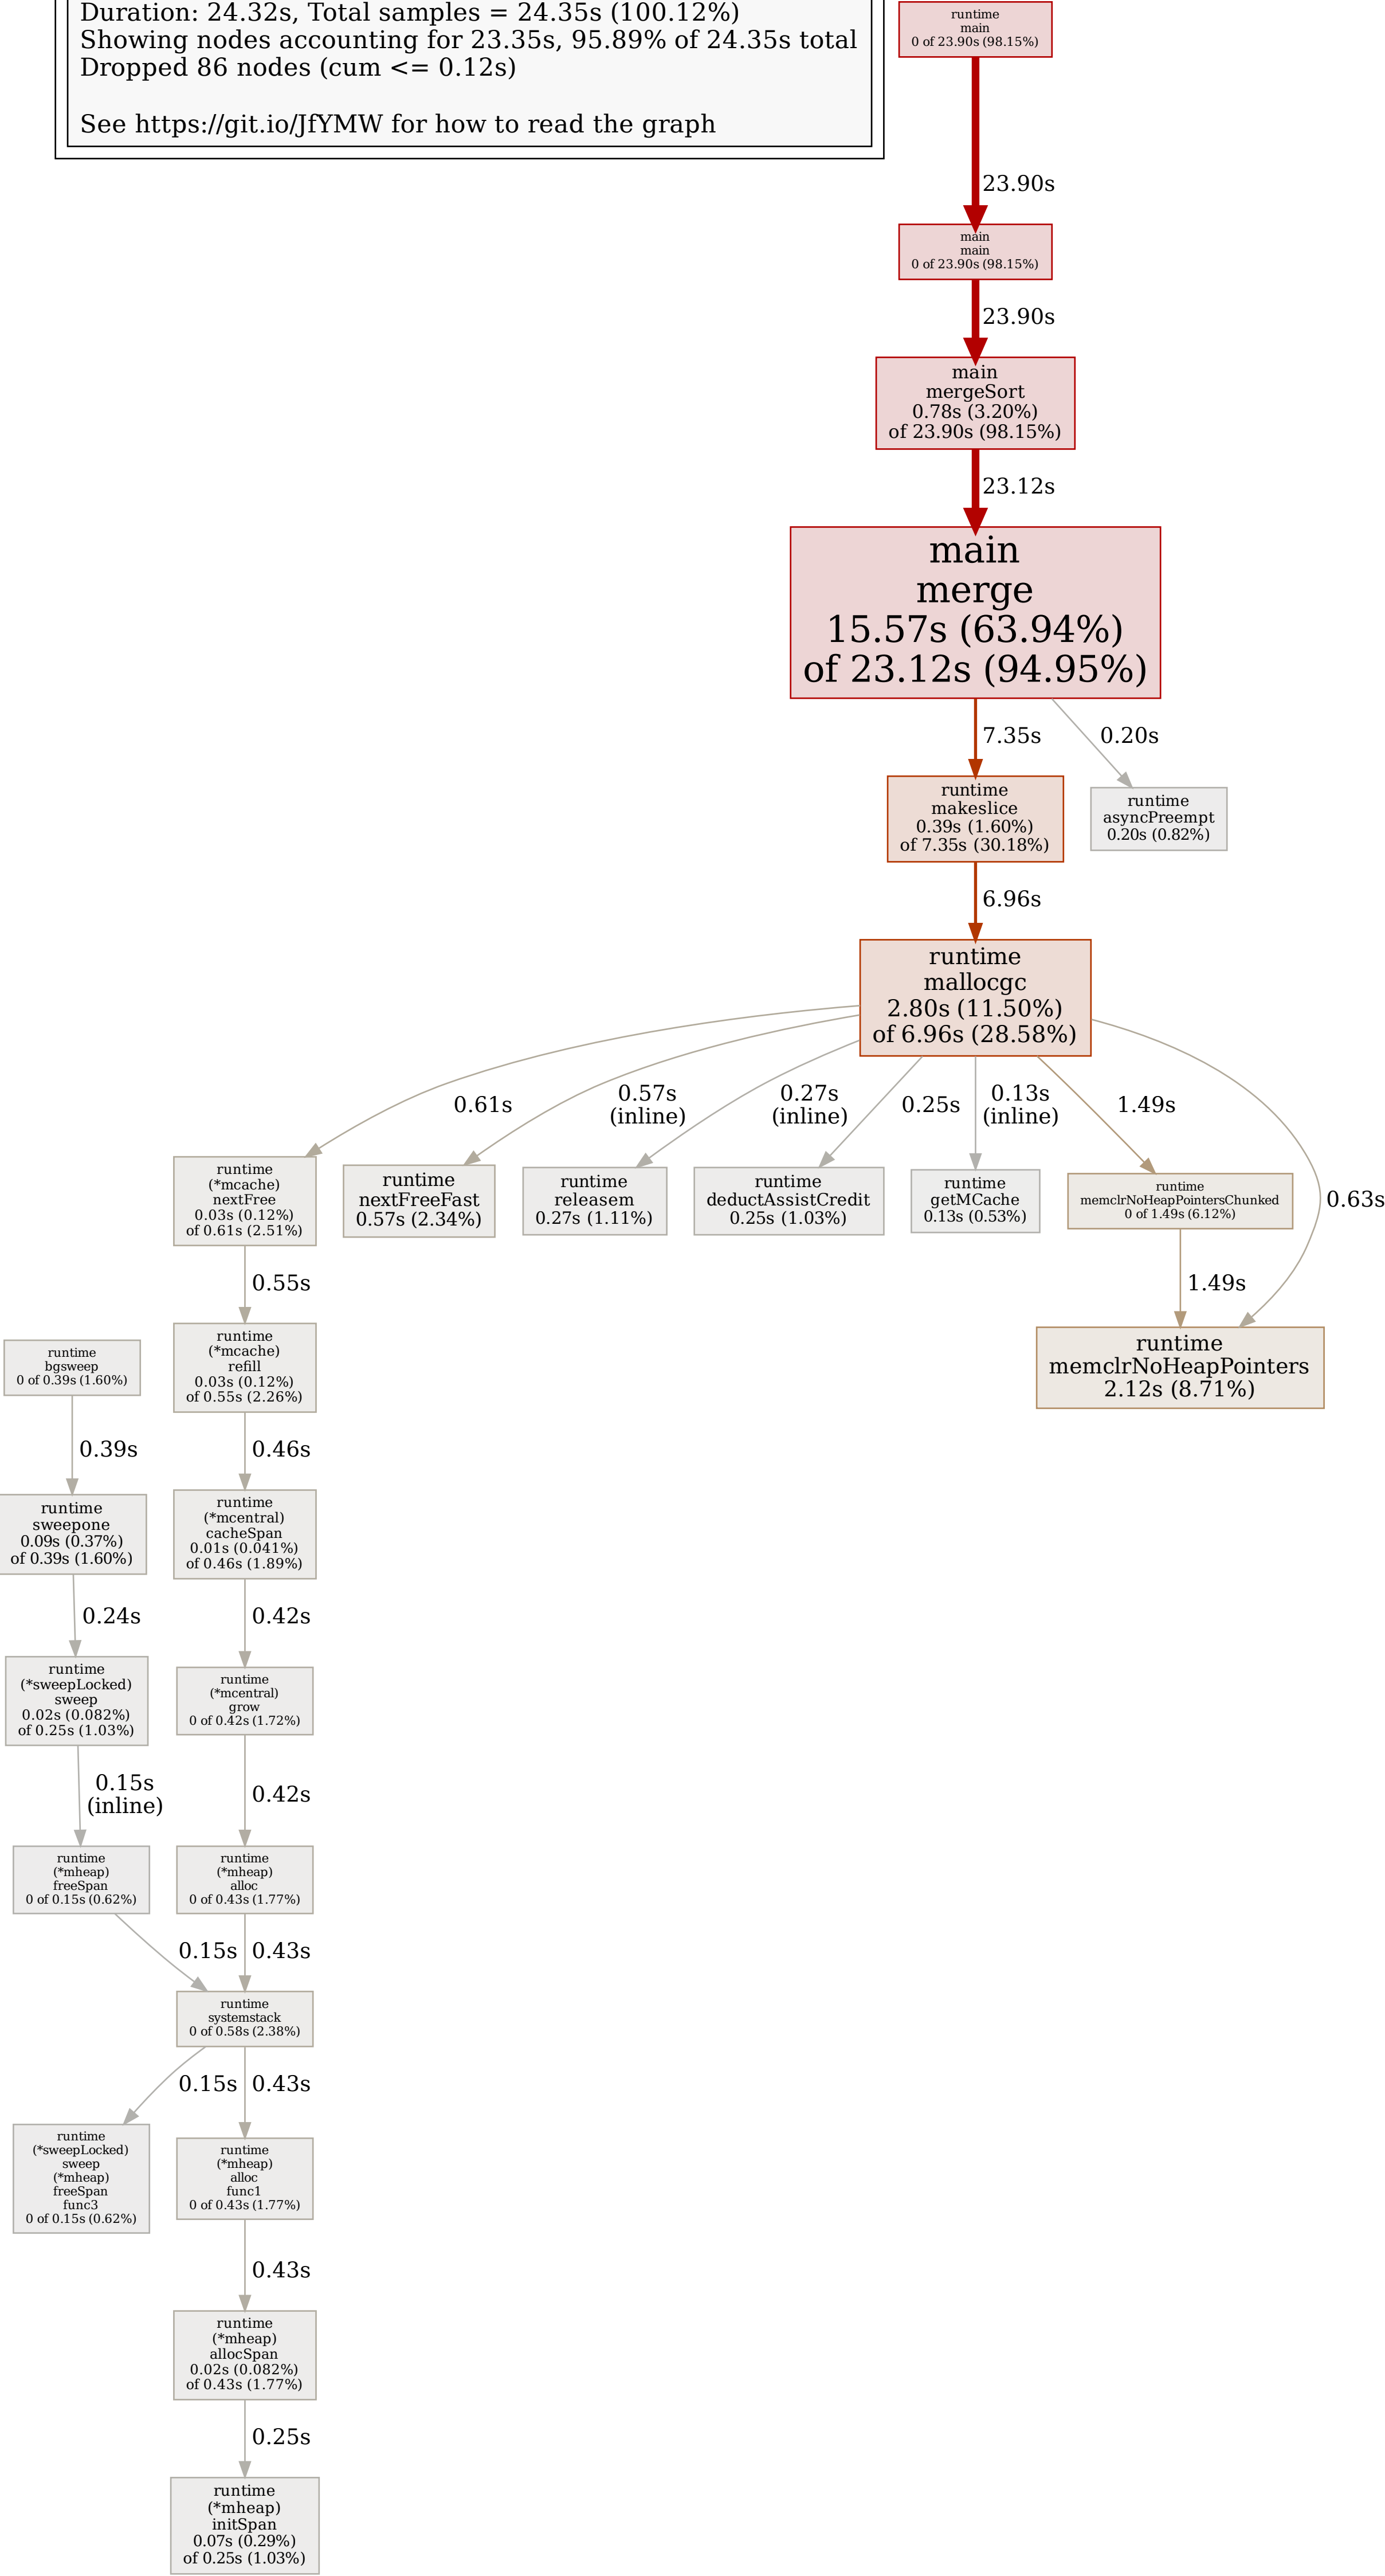 Duration: 24.32s, Total samples = 24.35s (100.12%)
Showing nodes accounting for 23.35s, 95.89% of 24.35s total
Dropped 86 nodes (cum <= 0.12s)
See https://git.io/JfYMW for how to read the graph
runtime
main
0 of 23.90s (98.15%)
23.90s
main
main
0 of 23.90s (98.15%)
23.90s
main
mergeSort
0.78s (3.20%)
of 23.90s (98.15%)
23.12s
main
merge
15.57s (63.94%)
of 23.12s (94.95%)
7.35s
0.20s
runtime
makeslice
0.39s (1.60%)
of 7.35s (30.18%)
runtime
asyncPreempt
0.20s (0.82%)
6.96s
runtime
mallocgc
2.80s (11.50%)
of 6.96s (28.58%)
0.61s
0.57s
(inline)
0.27s
(inline)
0.25s
0.13s
(inline)
1.49s
0.63s
runtime
(*mcache)
nextFree
0.03s (0.12%)
of 0.61s (2.51%)
runtime
nextFreeFast
0.57s (2.34%)
runtime
releasem
0.27s (1.11%)
runtime
deductAssistCredit
0.25s (1.03%)
runtime
getMCache
0.13s (0.53%)
runtime
memclrNoHeapPointersChunked
0 of 1.49s (6.12%)
0.55s
1.49s
runtime
bgsweep
0 of 0.39s (1.60%)
runtime
(*mcache)
refill
0.03s (0.12%)
of 0.55s (2.26%)
runtime
memclrNoHeapPointers
2.12s (8.71%)
0.39s
0.46s
runtime
sweepone
0.09s (0.37%)
of 0.39s (1.60%)
runtime
(*mcentral)
cacheSpan
0.01s (0.041%)
of 0.46s (1.89%)
0.24s
0.42s
runtime
(*sweepLocked)
sweep
0.02s (0.082%)
of 0.25s (1.03%)
runtime
(*mcentral)
grow
0 of 0.42s (1.72%)
0.15s
(inline)
0.42s
runtime
(*mheap)
freeSpan
0 of 0.15s (0.62%)
runtime
(*mheap)
alloc
0 of 0.43s (1.77%)
0.15s
0.43s
runtime
systemstack
0 of 0.58s (2.38%)
0.15s
0.43s
runtime
(*sweepLocked)
sweep
(*mheap)
freeSpan
func3
0 of 0.15s (0.62%)
runtime
(*mheap)
alloc
func1
0 of 0.43s (1.77%)
0.43s
runtime
(*mheap)
allocSpan
0.02s (0.082%)
of 0.43s (1.77%)
0.25s
runtime
(*mheap)
initSpan
0.07s (0.29%)
of 0.25s (1.03%)